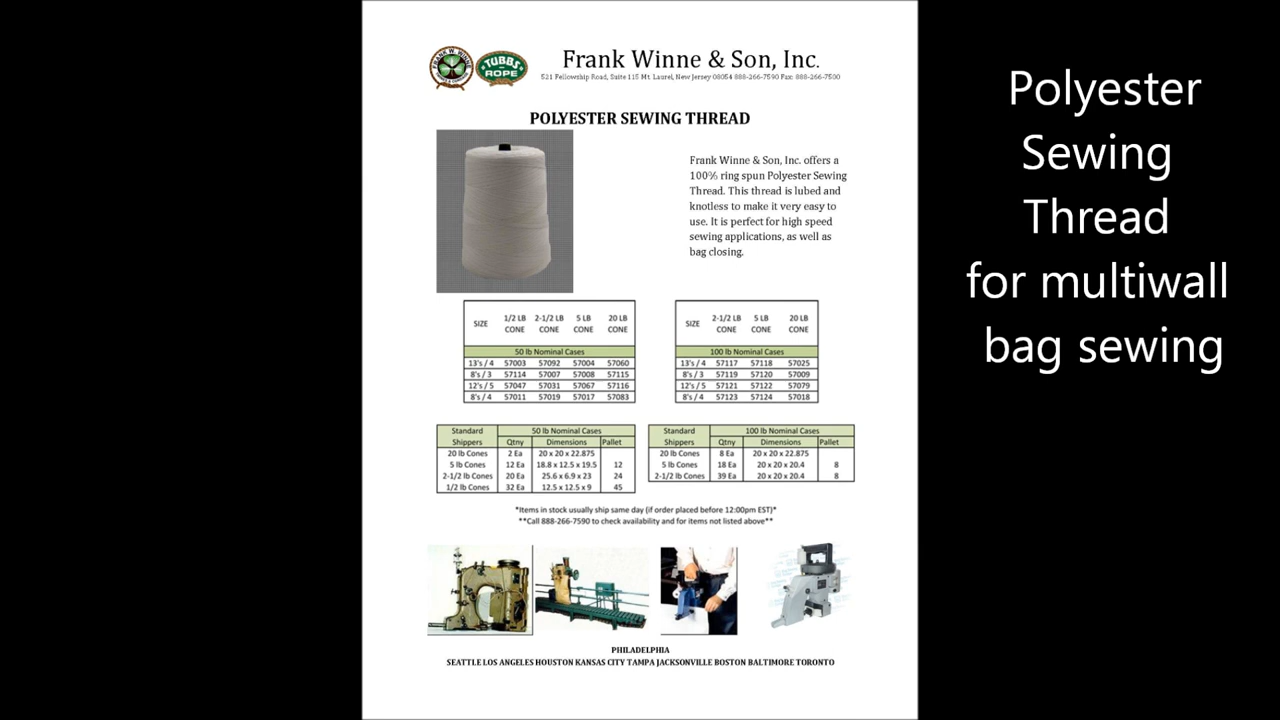 FRANK W. WINNE
TUBBS
ROPE
Frank Winne & Son, Inc.
521 Fellowship Road, Suite 115 Mt. Laurel, New Jersey 08054 888-266-7590 Fax: 888-266-7500
POLYESTER SEWING THREAD
Frank Winne & Son, Inc. offers a
100% ring spun Polyester Sewing
Thread. This thread is lubed and
knotless to make it very easy to
use. It is perfect for high speed
sewing applications, as well as
bag closing.
SIZE 1/2 LB CONE 2-1/2 LB CONE 5 LB CONE 20 LB CONE
50 lb Nominal Cases
13's / 4 57003 57092 57004 57060
8's / 3 57114 57007 57008 57115
12's / 5 57047 57031 57067 57116
8's / 4 57011 57019 57017 57083
SIZE 2-1/2 LB CONE 5 LB CONE 20 LB CONE
100 lb Nominal Cases
13's / 4 57117 57118 57025
8's / 3 57119 57120 57009
12's / 5 57121 57122 57079
8's / 4 57123 57124 57018
Standard 50 lb Nominal Cases
Shippers Qtny Dimensions Pallet
20 lb Cones 2 Ea 20 x 20 x 22.875
5 lb Cones 12 Ea 18.8 x 12.5 x 19.5 12
2-1/2 lb Cones 20 Ea 25.6 x 6.9 x 23 24
1/2 lb Cones 32 Ea 12.5 x 12.5 x 9 45
Standard 100 lb Nominal Cases
Shippers Qtny Dimensions Pallet
20 lb Cones 8 Ea 20 x 20 x 22.875
5 lb Cones 18 Ea 20 x 20 x 20.4 8
2-1/2 lb Cones 39 Ea 20 x 20 x 20.4 8
*Items in stock usually ship same day (if order placed before 12:00pm EST)*
**Call 888-266-7590 to check availability and for items not listed above**
PHILADELPHIA
SEATTLE LOS ANGELES HOUSTON KANSAS CITY TAMPA JACKSONVILLE BOSTON BALTIMORE TORONTO
Polyester
Sewing
Thread
for multiwall
bag sewing